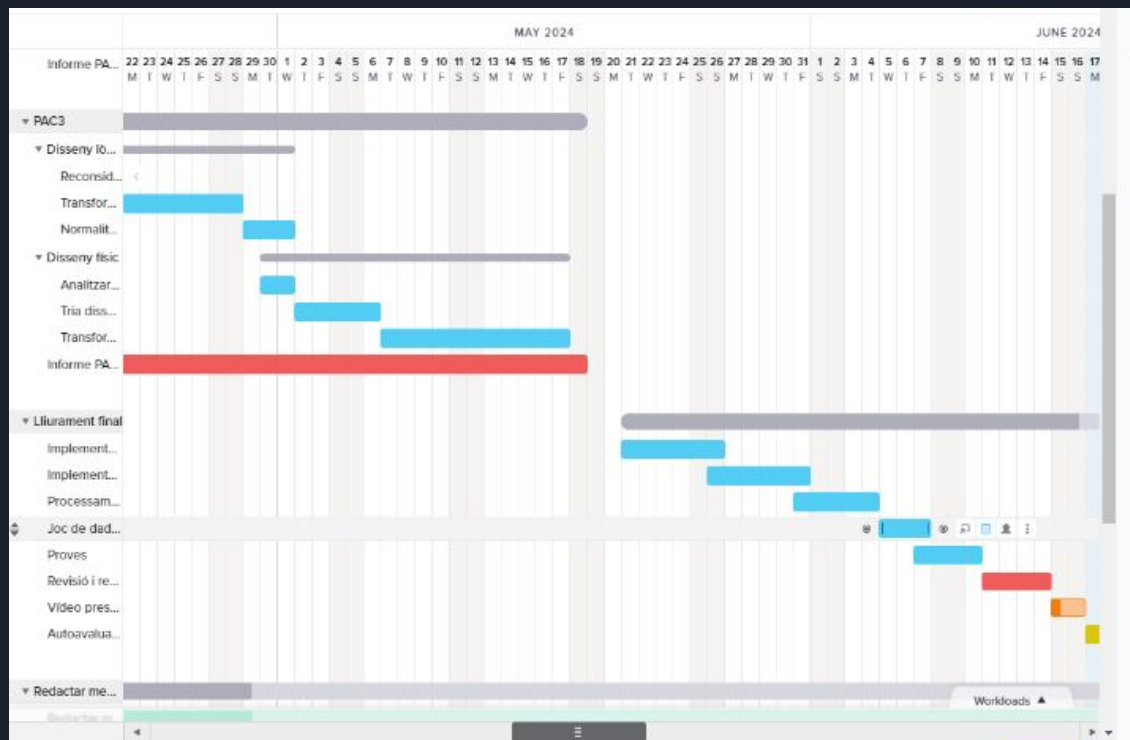 MAY 2024 JUNE 2024
Informe PA... 22 23 24 25 26 27 28 29 30 1 2 3 4 5 6 7 8 9 10 11 12 13 14 15 16 17 18 19 20 21 22 23 24 25 26 27 28 29 30 31 1 2 3 4 5 6 7 8 9 10 11 12 13 14 15 16 17
M T W T F S S M T W T F S S M T W T F S S M T W T F S S M T W T F S S M T W T F S S M T W T F S S M T W T F S S M
PAC3
Disseny lò...
Reconsid...
Transfor...
Normalit...
Disseny físic
Analitzar...
Tria diss...
Transfor...
Informe PA...
Lliurament final
Implement...
Implement...
Processam...
Joc de dad...
Proves
Revisió i re...
Vídeo pres...
Autoavalua...
Redactar me...
Workloads
Redactar m...